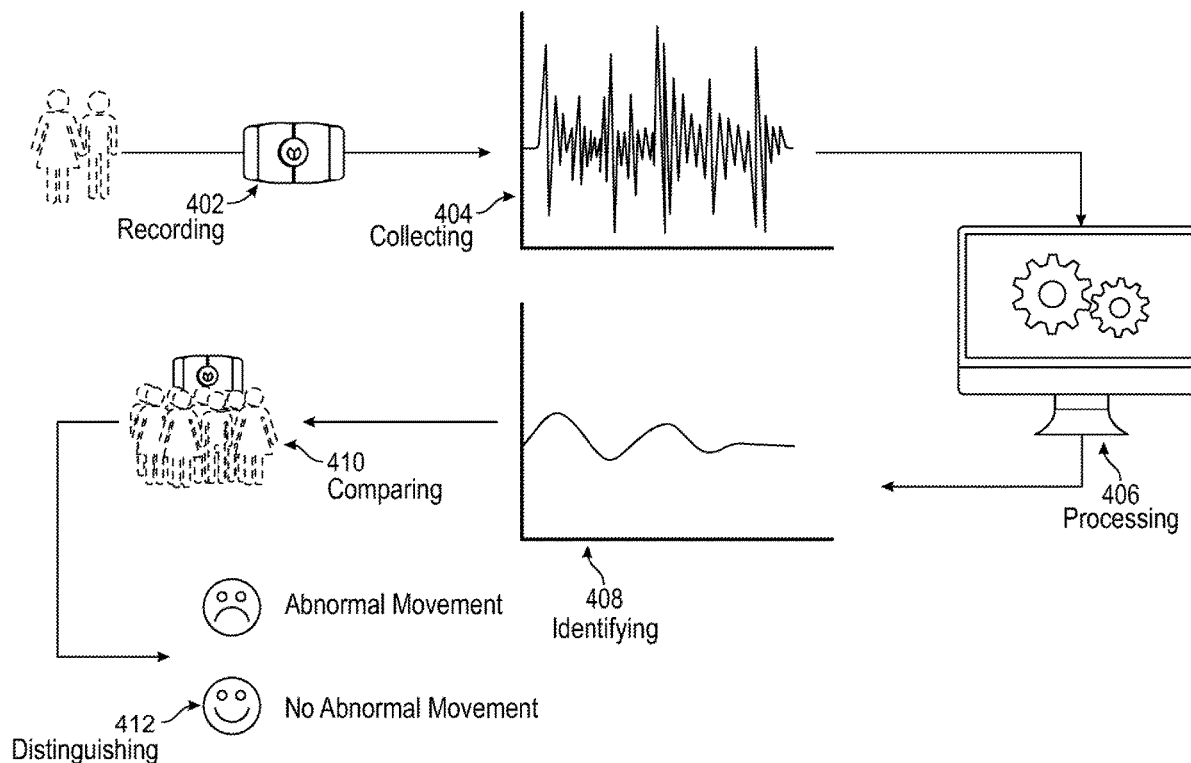 402
Recording
404
Collecting
406
Processing
408
Identifying
410
Comparing
Abnormal Movement
No Abnormal Movement
412
Distinguishing